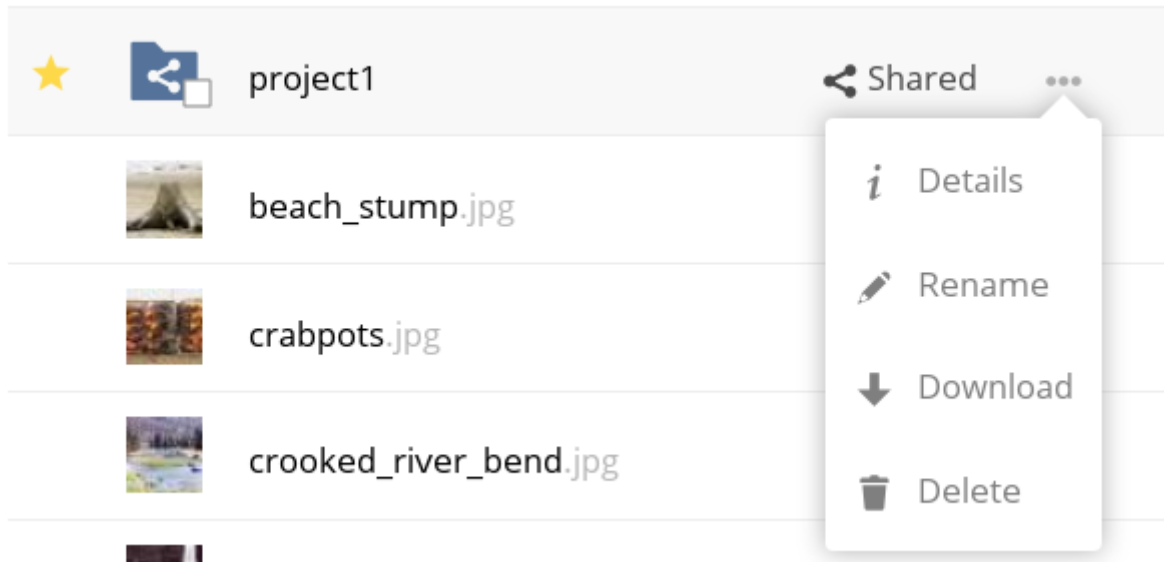 project1
Shared
Details
beach_stump.jpg
Rename
crabpots.jpg
Download
crooked_river_bend.jpg
Delete